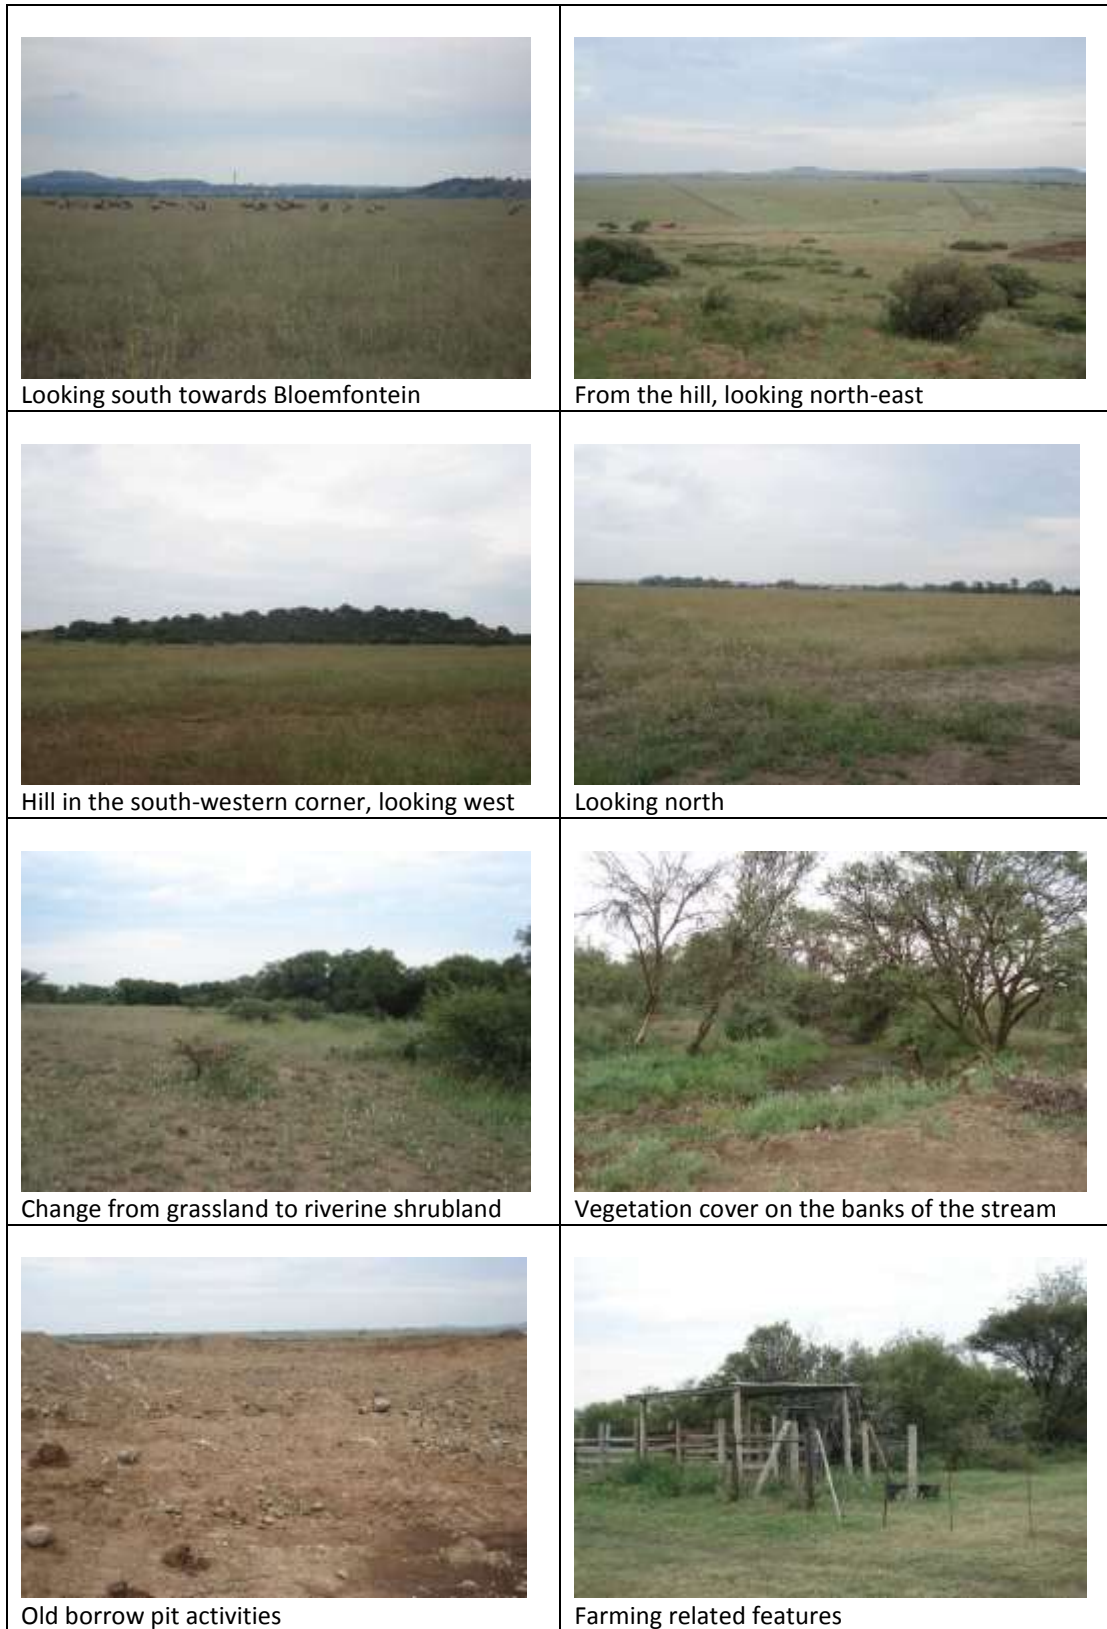 Looking south towards Bloemfontein
From the hill, looking north-east
Hill in the south-western corner, looking west
Looking north
Change from grassland to riverine shrubland
Vegetation cover on the banks of the stream
Old borrow pit activities
Farming related features